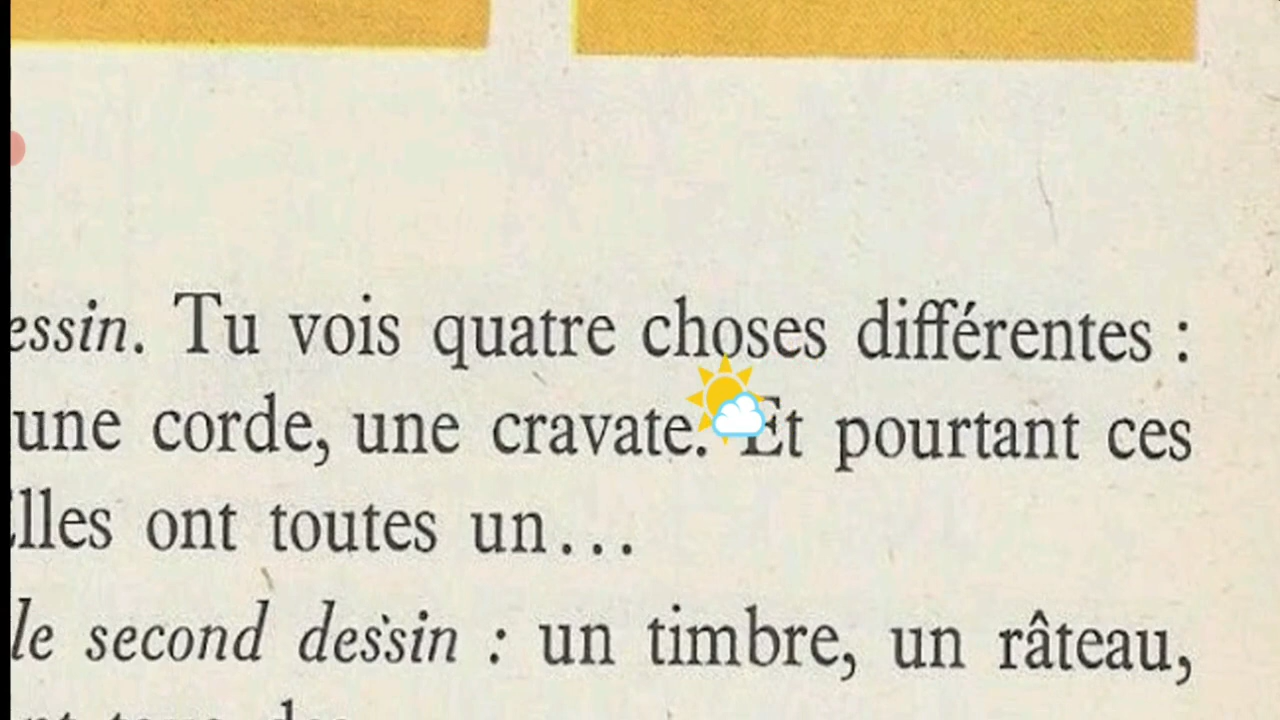 essin. Tu vois quatre choses différentes :
une corde, une cravate. Et pourtant ces
Elles ont toutes un...
le second dessin : un timbre, un râteau,